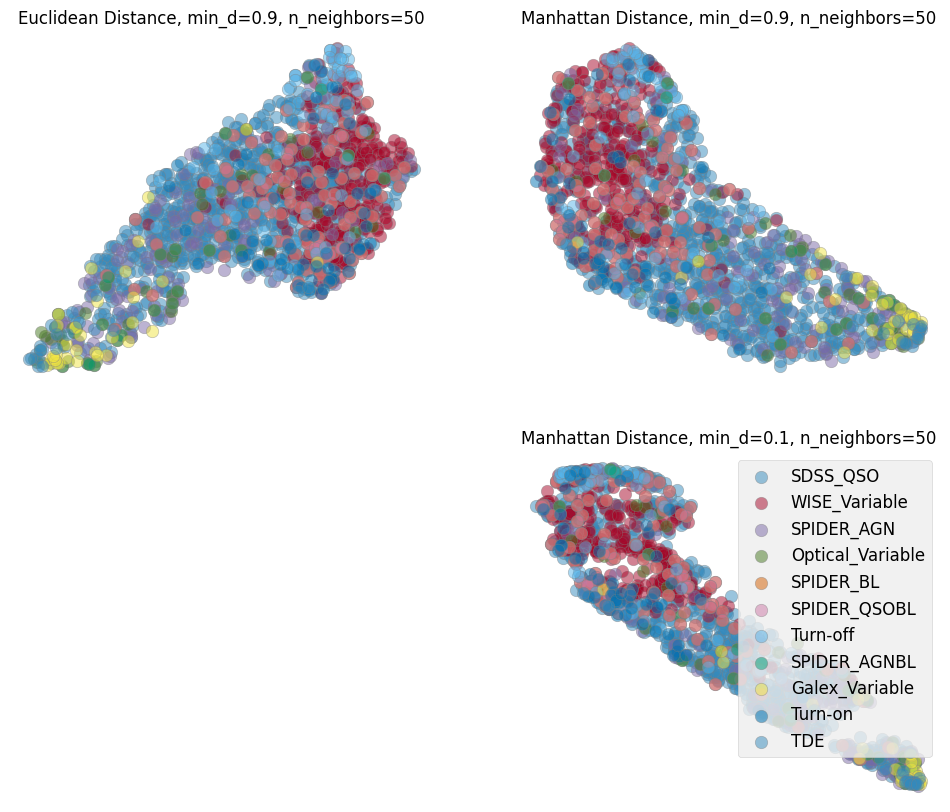 Euclidean Distance, min_d=0.9, n_neighbors=50
Manhattan Distance, min_d=0.9, n_neighbors=50
Manhattan Distance, min_d=0.1, n_neighbors=50
SDSS_QSO
WISE_Variable
SPIDER_AGN
Optical_Variable
SPIDER_BL
SPIDER_QSOBL
Turn-off
SPIDER_AGNBL
Galex_Variable
Turn-on
TDE